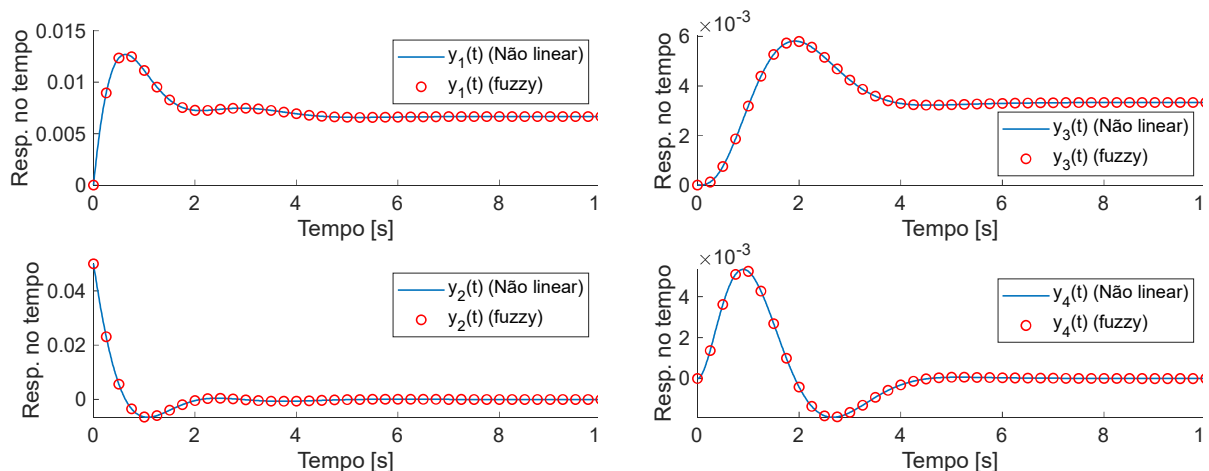 Resp. no tempo
0.015
0.01
0.005
0
0 2 4 6 8 1
Tempo [s]
y1(t) (Não linear)
y1(t) (fuzzy)
Resp. no tempo
×10-3
6
4
2
0
0 2 4 6 8 1
Tempo [s]
y3(t) (Não linear)
y3(t) (fuzzy)
Resp. no tempo
0.04
0.02
0
0 2 4 6 8 1
Tempo [s]
y2(t) (Não linear)
y2(t) (fuzzy)
Resp. no tempo
×10-3
4
2
0
0 2 4 6 8 1
Tempo [s]
y4(t) (Não linear)
y4(t) (fuzzy)